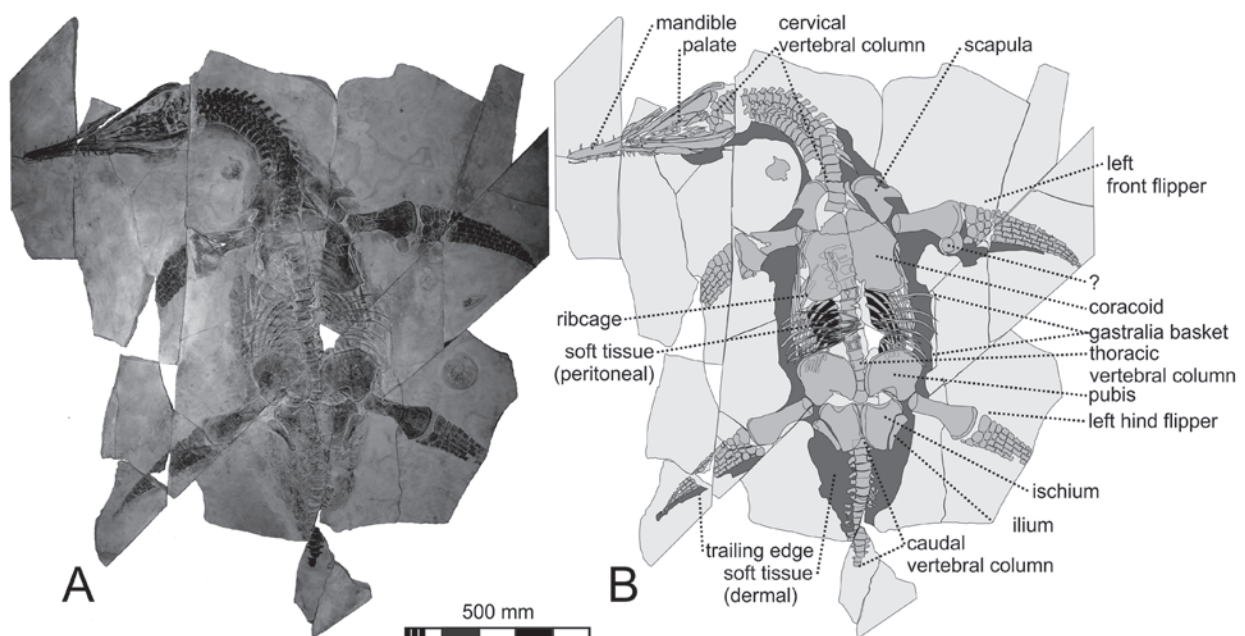 mandible
palate
cervical
vertebral column
scapula
left
front flipper
?
coracoid
ribcage
gastralia basket
soft tissue
(peritoneal)
thoracic
vertebral column
pubis
left hind flipper
ischium
ilium
trailing edge
soft tissue
(dermal)
caudal
vertebral column
A
B
500 mm